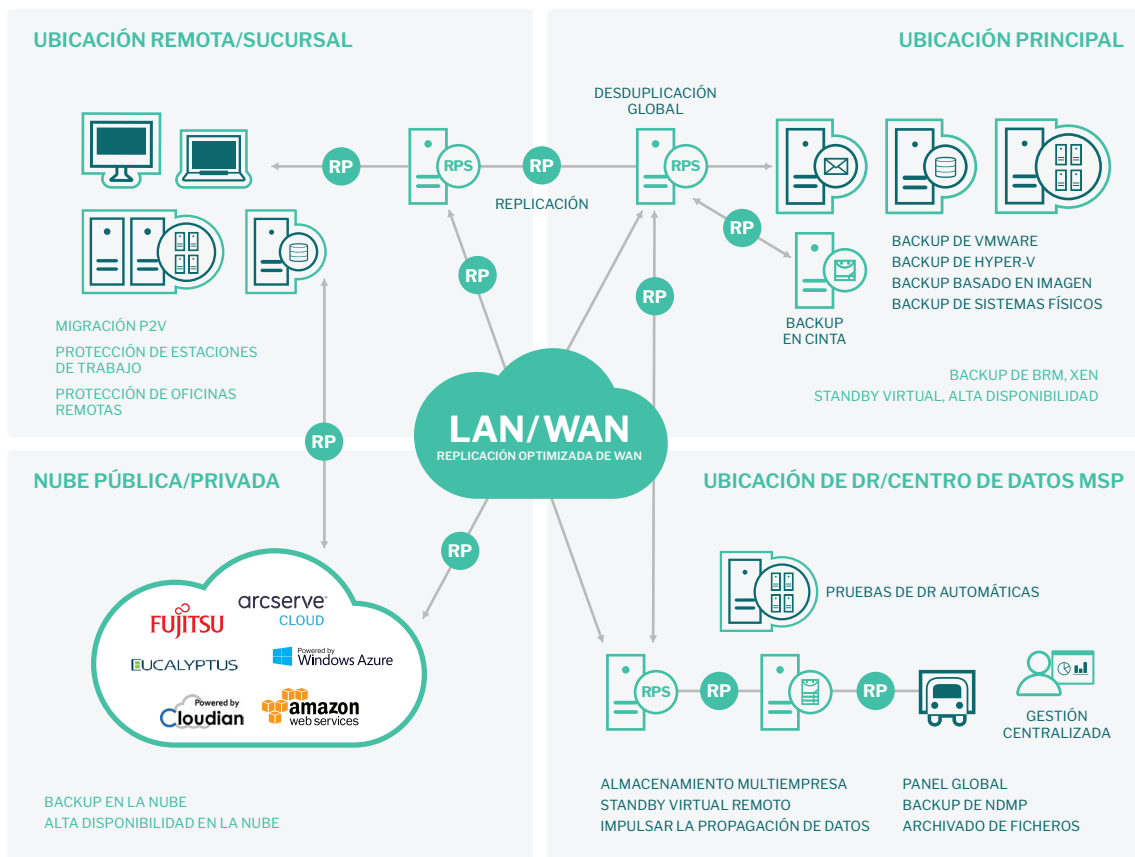 UBICACIÓN REMOTA/SUCURSAL
RP
RPS
RP
REPLICACIÓN
RP
MIGRACIÓN P2V
PROTECCIÓN DE ESTACIONES
DE TRABAJO
PROTECCIÓN DE OFICINAS
REMOTAS
RP
UBICACIÓN PRINCIPAL
DESDUPLICACIÓN
GLOBAL
RPS
RP
RP
BACKUP
EN CINTA
BACKUP DE VMWARE
BACKUP DE HYPER-V
BACKUP BASADO EN IMAGEN
BACKUP DE SISTEMAS FÍSICOS
BACKUP DE BRM, XEN
STANDBY VIRTUAL, ALTA DISPONIBILIDAD
LAN/WAN
REPLICACIÓN OPTIMIZADA DE WAN
NUBE PÚBLICA/PRIVADA
RP
FUJITSU
arcserve®
CLOUD
EUCALYPTUS
Powered by
Windows Azure
Powered by
Cloudian
amazon
web services
BACKUP EN LA NUBE
ALTA DISPONIBILIDAD EN LA NUBE
UBICACIÓN DE DR/CENTRO DE DATOS MSP
PRUEBAS DE DR AUTOMÁTICAS
RPS
RP
RP
GESTIÓN
CENTRALIZADA
ALMACENAMIENTO MULTIEMPRESA
STANDBY VIRTUAL REMOTO
IMPULSAR LA PROPAGACIÓN DE DATOS
PANEL GLOBAL
BACKUP DE NDMP
ARCHIVADO DE FICHEROS